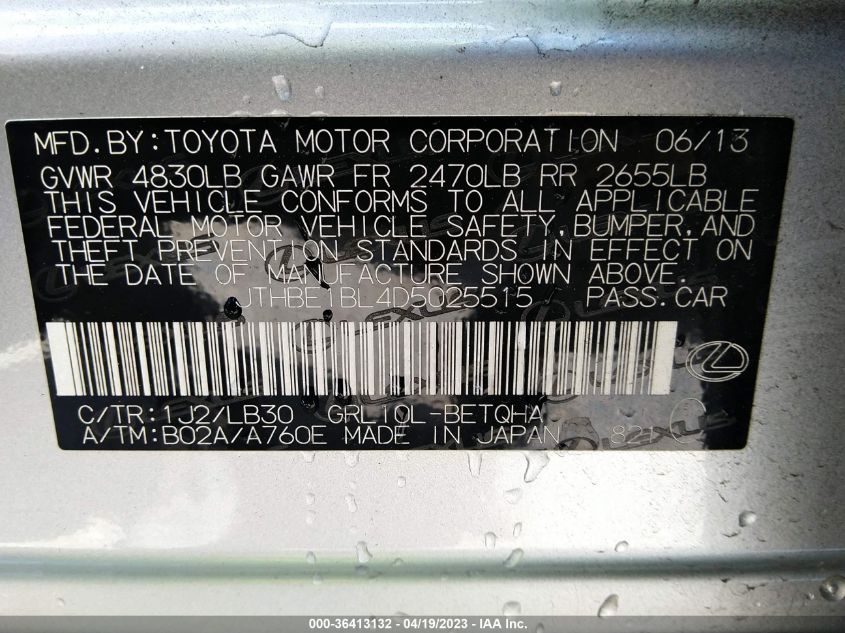 MFD.BY:TOYOTA MOTOR CORPORATION 06/13
GVWR 4830LB GAWR FR 2470LB RR 2655LB
THIS VEHICLE CONFORMS TO ALL APPLICABLE
FEDERAL MOTOR VEHICLE SAFETY,BUMPER,AND
THEFT PREVENTION STANDARDS IN EFFECT ON
THE DATE OF MANUFACTURE SHOWN ABOVE.
JTHBE1BL4D5025515 PASS.CAR
C/TR:1J2/LB30 GRL10L-BETQHA
A/TM:B02A/A760E MADE IN JAPAN
000-36413132 - 04/19/2023 - IAA Inc.